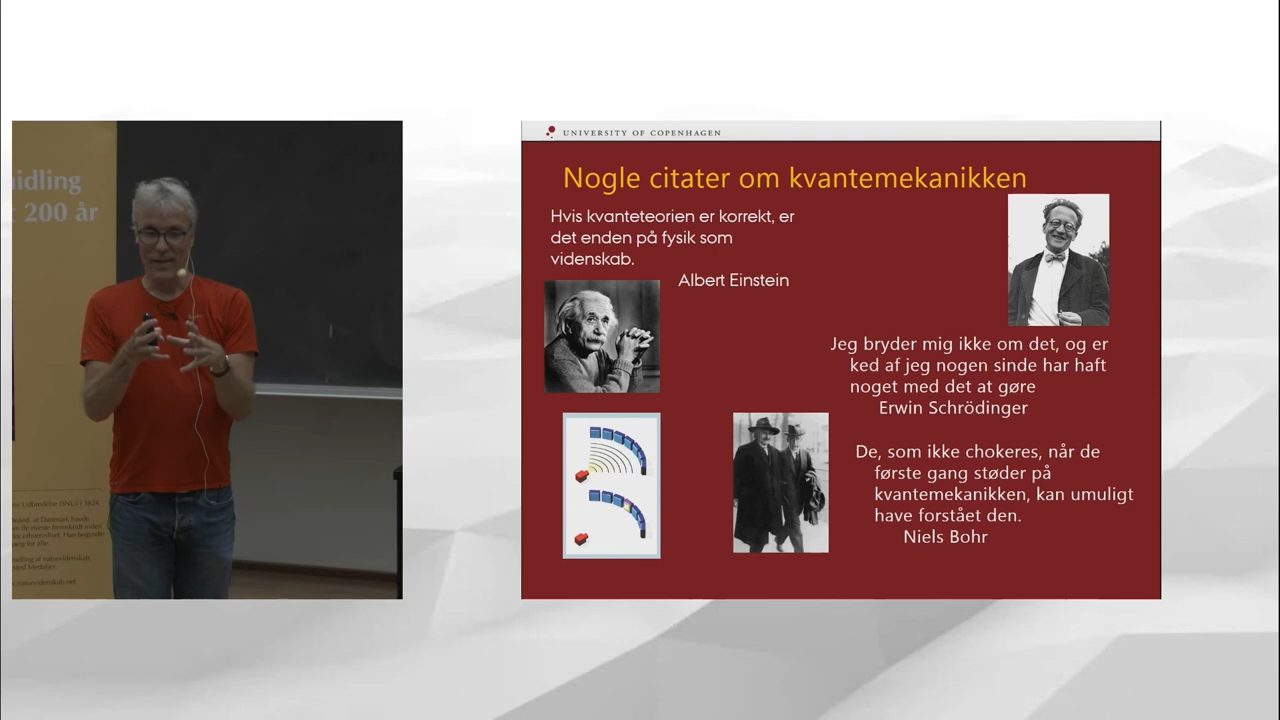 idling
200 år
UNIVERSITY OF COPENHAGEN
Nogle citater om kvantemekanikken
Hvis kvanteteorien er korrekt, er
det enden på fysik som
videnskab.
Albert Einstein
Jeg bryder mig ikke om det, og er
ked af jeg nogen sinde har haft
noget med det at gøre
Erwin Schrödinger
De, som ikke chokeres, når de
første gang støder på
kvantemekanikken, kan umuligt
have forstået den.
Niels Bohr